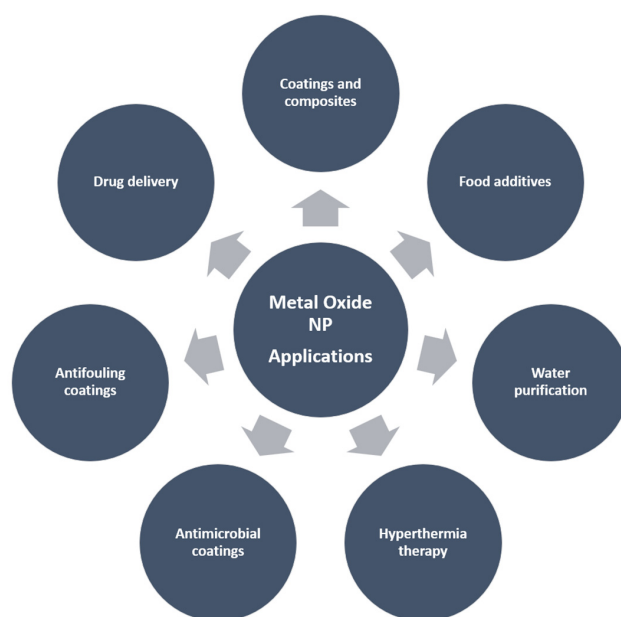 Coatings and
composites
Drug delivery
Food additives
Metal Oxide
NP
Applications
Antifouling
coatings
Water
purification
Antimicrobial
coatings
Hyperthermia
therapy